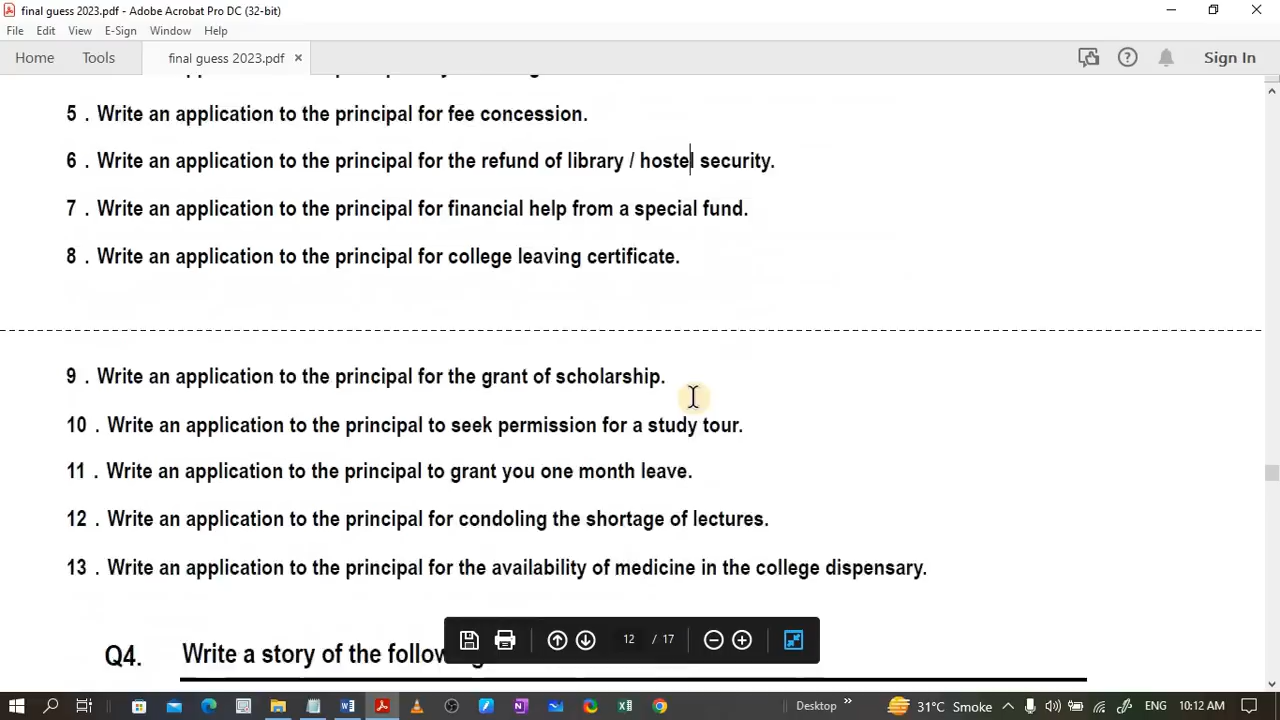 final guess 2023.pdf - Adobe Acrobat Pro DC (32-bit)
File Edit View E-Sign Window Help
Home Tools final guess 2023.pdf × Sign In
5 . Write an application to the principal for fee concession.
6 . Write an application to the principal for the refund of library / hostel security.
7 . Write an application to the principal for financial help from a special fund.
8 . Write an application to the principal for college leaving certificate.
9 . Write an application to the principal for the grant of scholarship.
10 . Write an application to the principal to seek permission for a study tour.
11 . Write an application to the principal to grant you one month leave.
12 . Write an application to the principal for condoling the shortage of lectures.
13 . Write an application to the principal for the availability of medicine in the college dispensary.
12 / 17
Q4. Write a story of the following
Desktop » 31°C Smoke ENG 10:12 AM